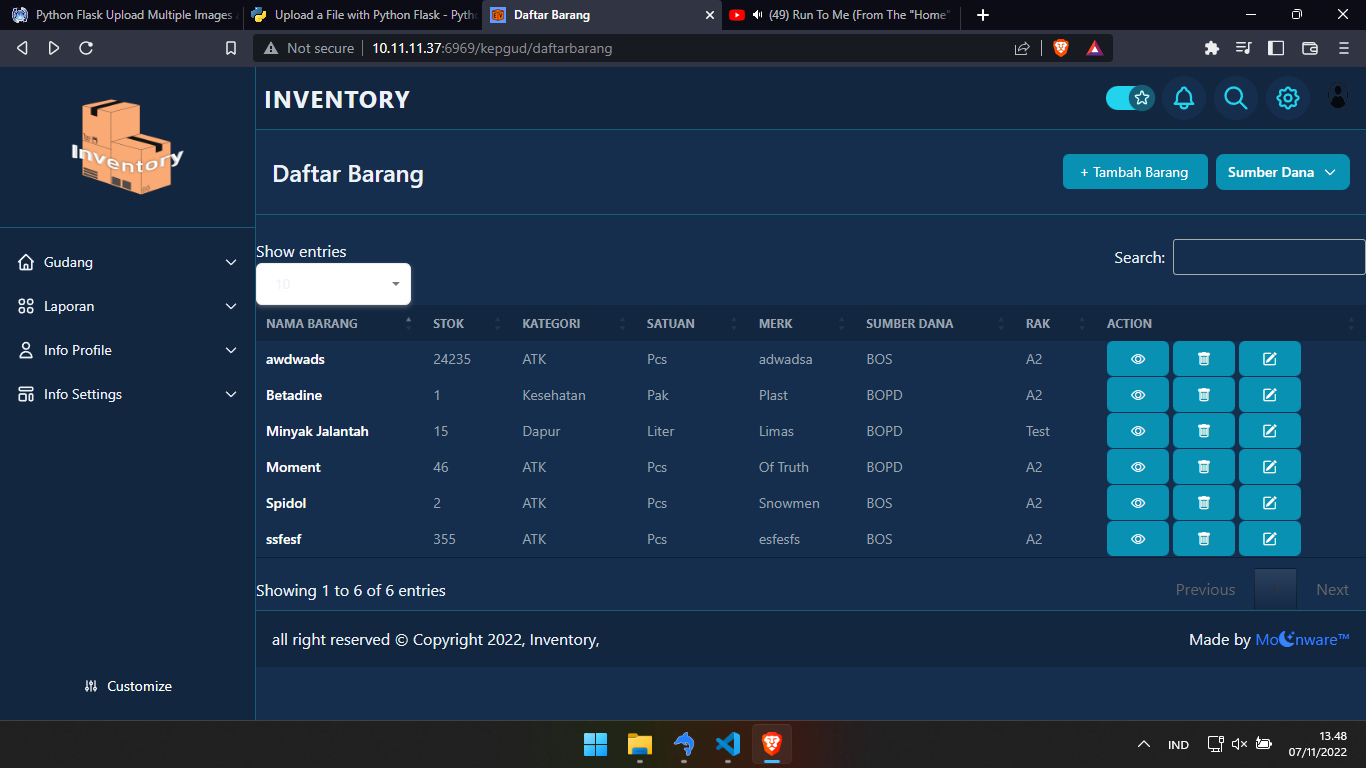 Python Flask Upload Multiple Images
Upload a File with Python Flask - Pyth
Daftar Barang
(49) Run To Me (From The "Home"
Not secure
10.11.11.37:6969/kepgud/daftarbarang
Inventory
INVENTORY
Daftar Barang
+ Tambah Barang
Sumber Dana
Gudang
Laporan
Info Profile
Info Settings
Customize
Show entries
10
Search:
NAMA BARANG STOK KATEGORI SATUAN MERK SUMBER DANA RAK ACTION
awdwads 24235 ATK Pcs adwadsa BOS A2
Betadine 1 Kesehatan Pak Plast BOPD A2
Minyak Jalantah 15 Dapur Liter Limas BOPD Test
Moment 46 ATK Pcs Of Truth BOPD A2
Spidol 2 ATK Pcs Snowmen BOS A2
ssfesf 355 ATK Pcs esfesfs BOS A2
Showing 1 to 6 of 6 entries
Previous
Next
all right reserved © Copyright 2022, Inventory,
Made by Mo nware™
IND
13.48
07/11/2022